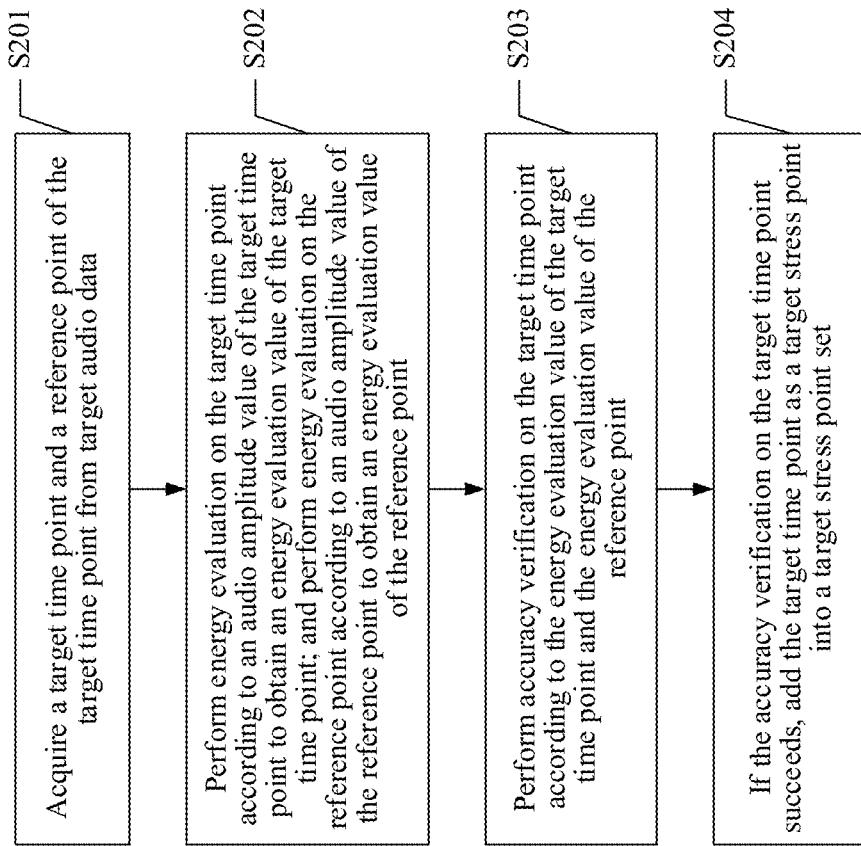 S201
Acquire a target time point and a reference point of the
target time point from target audio data
S202
Perform energy evaluation on the target time point
according to an audio amplitude value of the target time
point to obtain an energy evaluation value of the target
time point; and perform energy evaluation on the
reference point according to an audio amplitude value of
the reference point to obtain an energy evaluation value
of the reference point
S203
Perform accuracy verification on the target time point
according to the energy evaluation value of the target
time point and the energy evaluation value of the
reference point
S204
If the accuracy verification on the target time point
succeeds, add the target time point as a target stress point
into a target stress point set